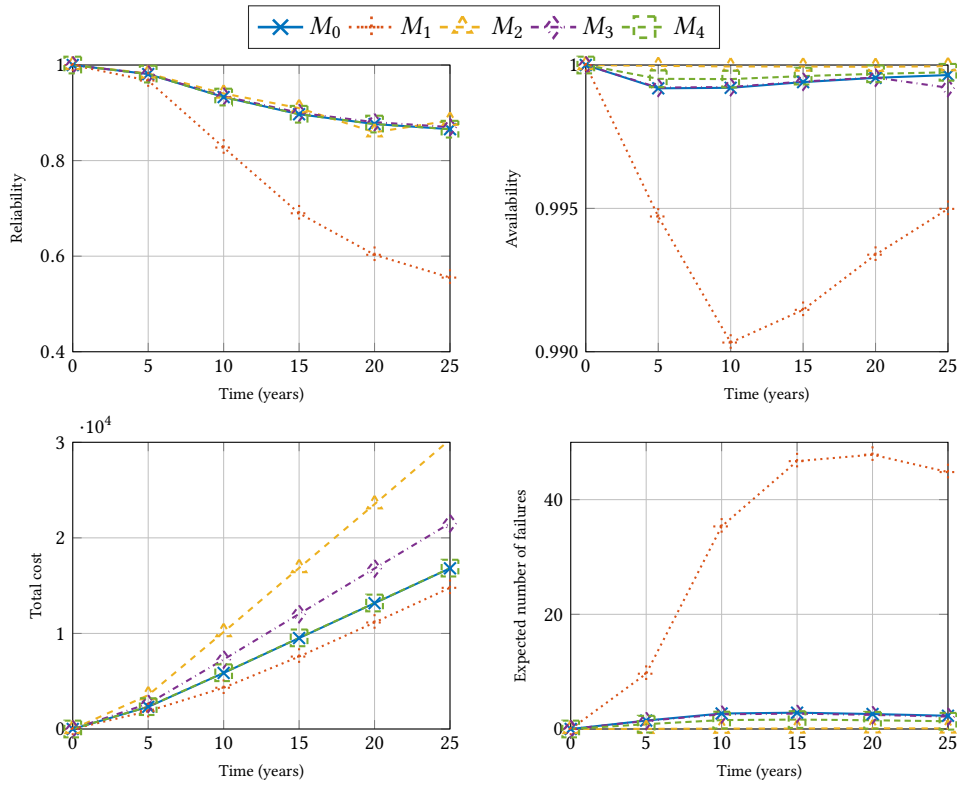 M0 M1 M2 M3 M4
1
0.8
0.6
0.4
0 5 10 15 20 25
Time (years)
Reliability
1
0.995
0.990
0 5 10 15 20 25
Time (years)
Availability
·10⁴
3
2
1
0
0 5 10 15 20 25
Time (years)
Total cost
40
20
0
0 5 10 15 20 25
Time (years)
Expected number of failures